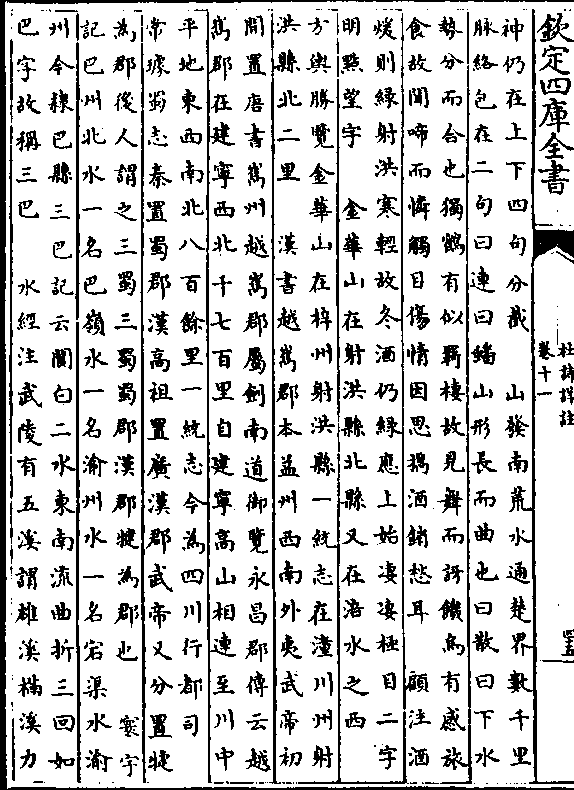 欽定四庫全書
杜詩詳註
卷十一
神仍在上下四句分截　山發南荒水通楚界數千里
脉絡包在二句曰連曰蟠山形長而曲也曰散曰下水
勢分而合也獨鶴有似羇棲故見舞而訝饑烏有感旅
食故聞啼而憐觸目傷情因思獨酒銷愁耳　顧注酒
煖則綠射洪寒輕故冬酒仍綠應上始凄凄極目二字
明㸃望字　金華山在射洪縣北縣又在涪水之西
方輿勝覽金華山在梓州射洪縣一統志在潼川州射
洪縣北二里　漢書越嶲郡本益州西南外夷武帝初
開置唐書嶲州越嶲郡屬劍南道御覽永昌郡傳云越
嶲郡在建寧西北千七百里自建寧髙山相連至川中
平地東西南北八百餘里一統志今為四川行都司
常璩蜀志秦置蜀郡漢高祖置廣漢郡武帝又分置犍
為郡後人謂之三蜀三蜀蜀郡漢郡犍為郡也　寰宇
記巴州北水一名巴嶺水一名渝州水一名宕渠水渝
州今隸巴縣三巴記云閬白二水東南流曲折三回如
巴字故稱三巴　水經注武陵有五溪謂雄溪樠溪力